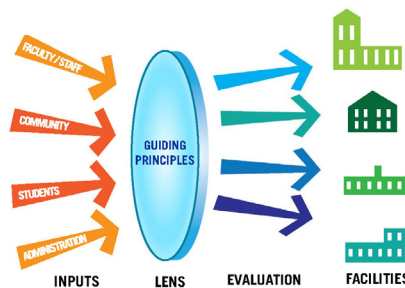 FACULTY/STAFF
COMMUNITY
STUDENTS
ADMINISTRATION
GUIDING
PRINCIPLES
INPUTS LENS EVALUATION FACILITIES